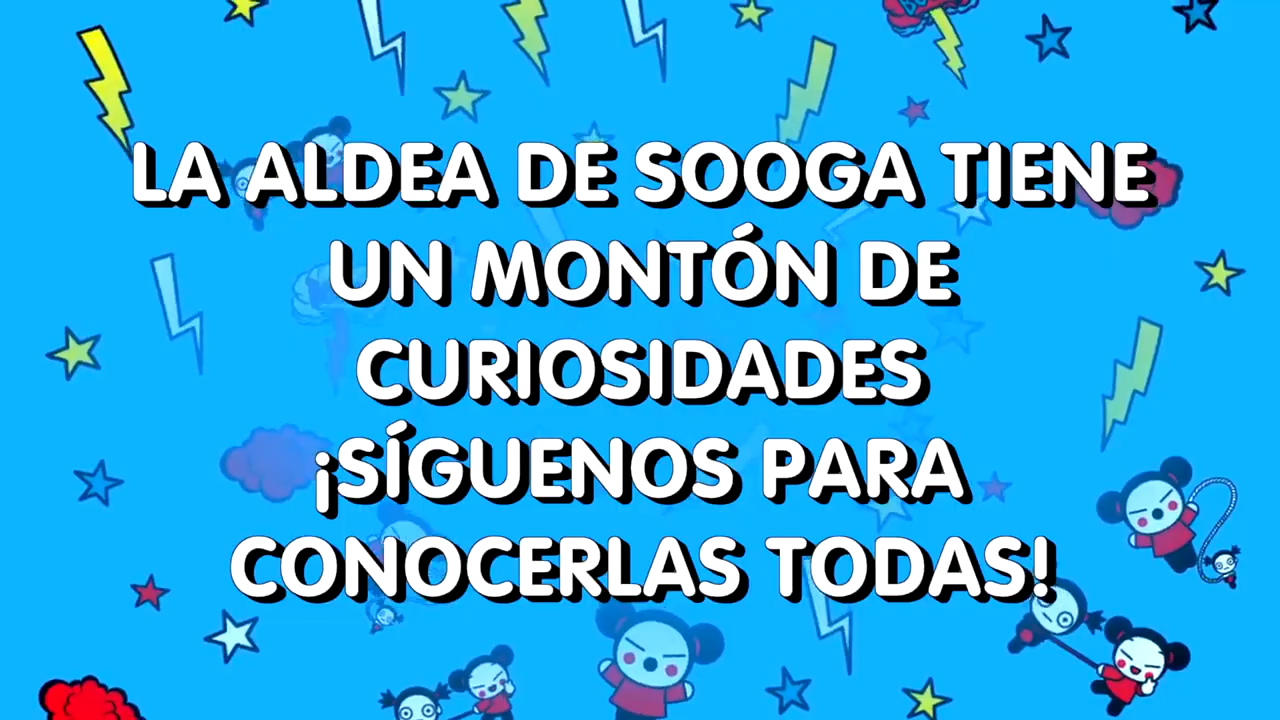 LA ALDEA DE SOOGA TIENE
UN MONTÓN DE
CURIOSIDADES
¡SÍGUENOS PARA
CONOCERLAS TODAS!